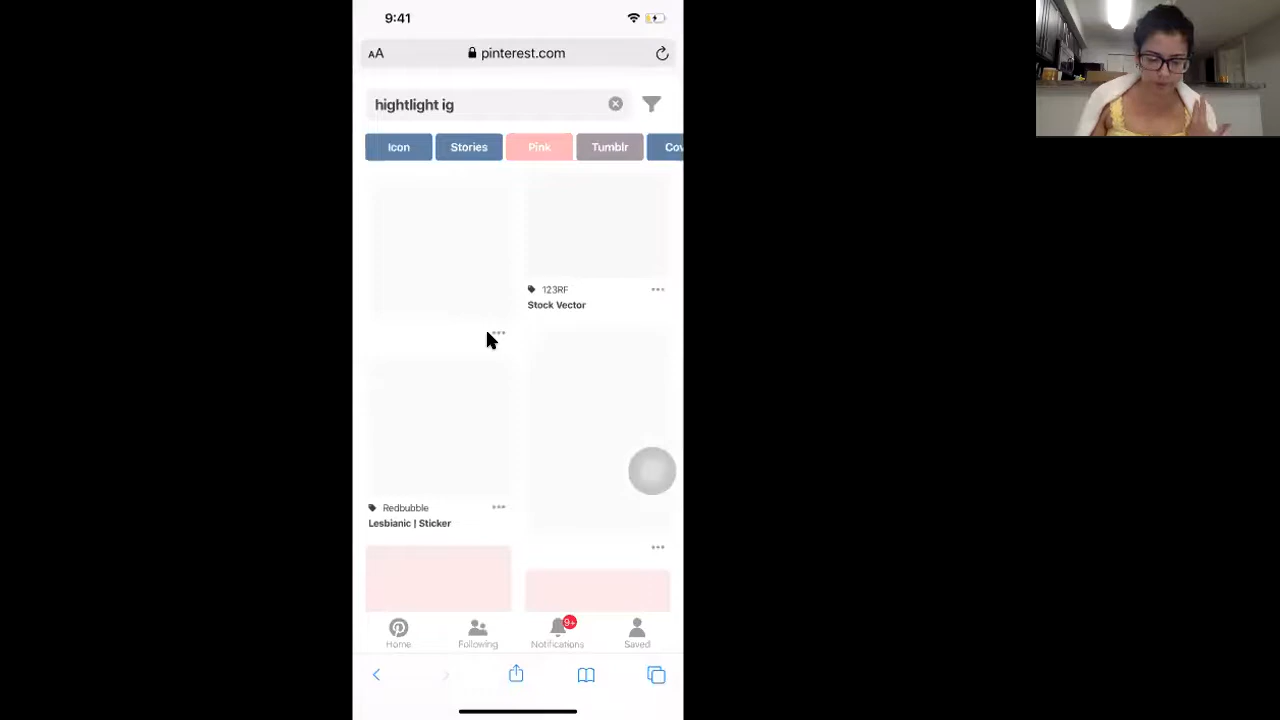 9:41
AA pinterest.com
hightlight ig
Icon Stories Pink Tumblr Cov
123RF
Stock Vector
Redbubble
Lesbianic | Sticker
9+
Home Following Notifications Saved